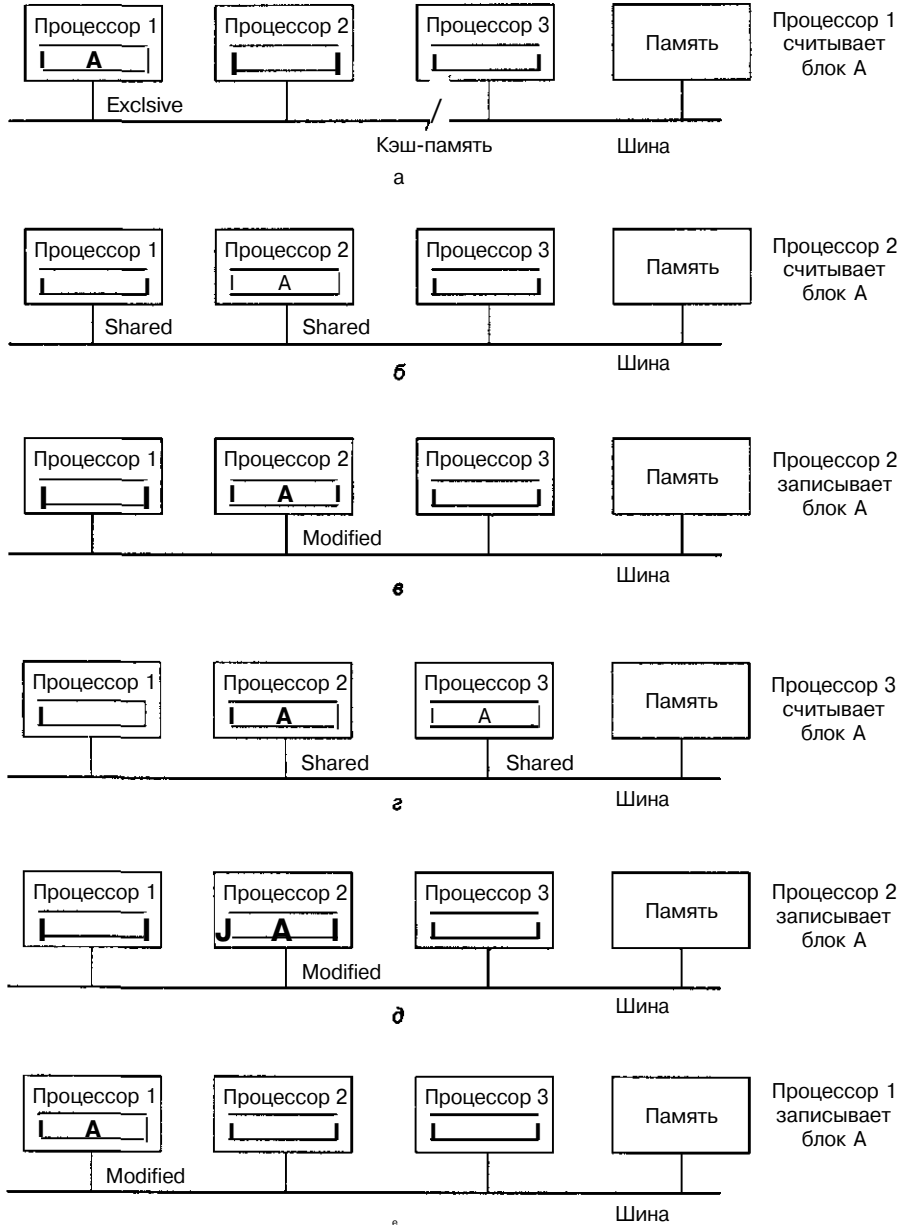 Процессор 1
Процессор 2
Процессор 3
Память
Процессор 1
считывает
блок A
A
Exclsive
Кэш-память
Шина
а
Процессор 1
Процессор 2
Процессор 3
Память
Процессор 2
считывает
блок A
A
Shared
Shared
Шина
б
Процессор 1
Процессор 2
Процессор 3
Память
Процессор 2
записывает
блок A
A
Modified
Шина
в
Процессор 1
Процессор 2
Процессор 3
Память
Процессор 3
считывает
блок A
A
A
Shared
Shared
Шина
г
Процессор 1
Процессор 2
Процессор 3
Память
Процессор 2
записывает
блок A
A
Modified
Шина
д
Процессор 1
Процессор 2
Процессор 3
Память
Процессор 1
записывает
блок A
A
Modified
Шина
е